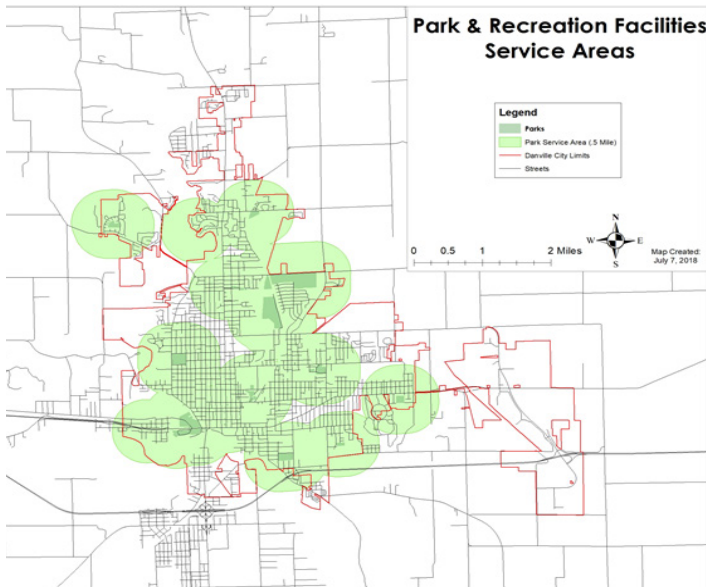 Park & Recreation Facilities
Service Areas
Legend
Parks
Park Service Area (.5 Mile)
Danville City Limits
Streets
N
W E
S
0 0.5 1 2 Miles
Map Created:
July 7, 2018